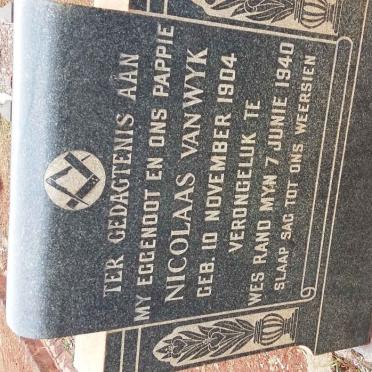 TER GEDAGTENIS AAN
MY EGGENOOT EN ONS PAPPIE
NICOLAAS VAN WYK
GEB. 10 NOVEMBER 1904
VERONGELUK TE
WES RAND MYN 7 JUNIE 1940
SLAAP SAG TOT ONS WEERSIEN